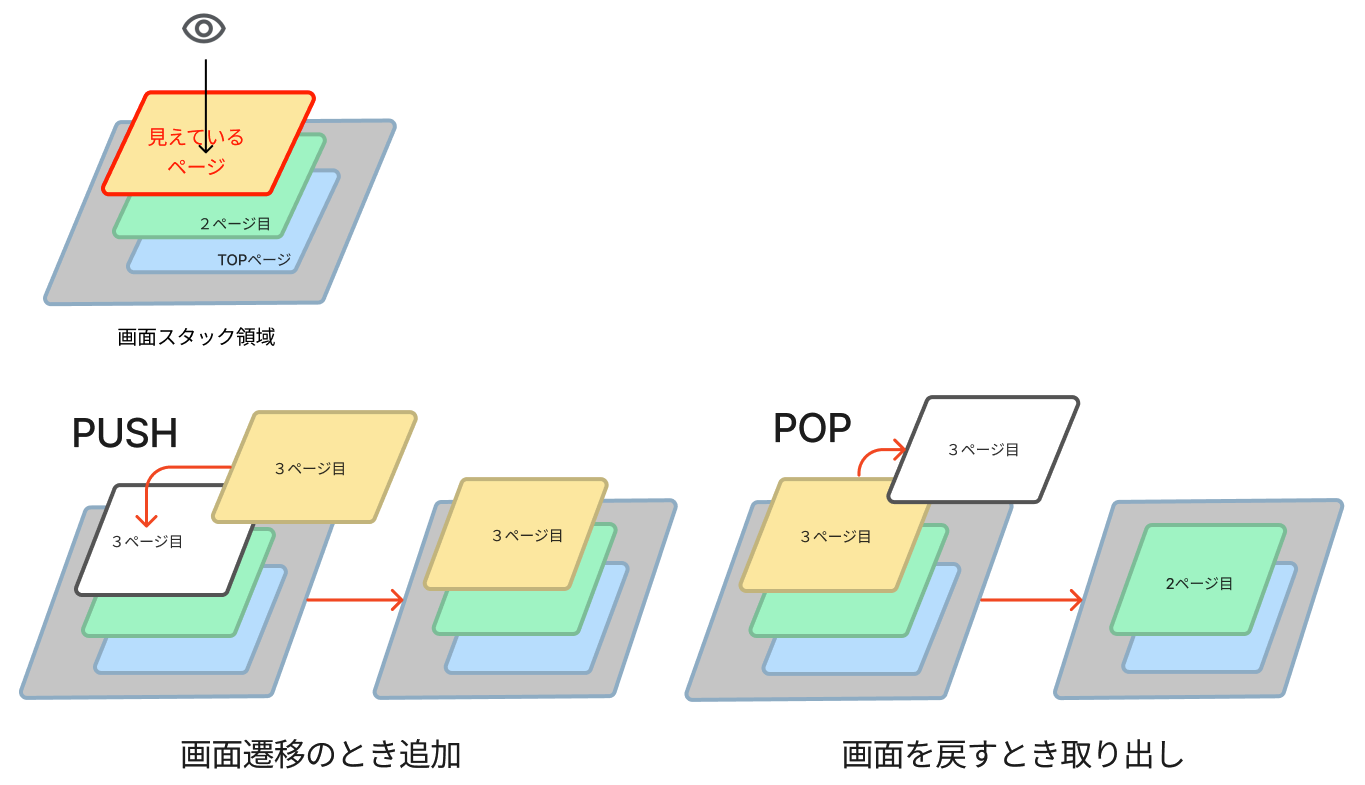 見えている
ページ
２ページ目
TOPページ
画面スタック領域
PUSH
３ページ目
３ページ目
３ページ目
画面遷移のとき追加
POP
３ページ目
３ページ目
2ページ目
画面を戻すとき取り出し